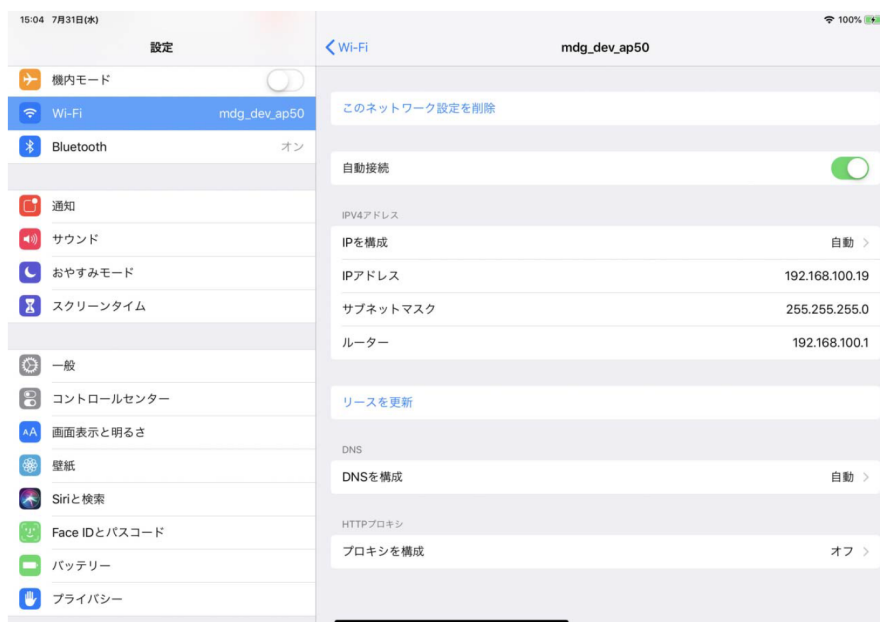 15:04 7月31日(水)
100%
設定
機内モード
Wi-Fi mdg_dev_ap50
Bluetooth オン
通知
サウンド
おやすみモード
スクリーンタイム
一般
コントロールセンター
AA 画面表示と明るさ
壁紙
Siriと検索
Face IDとパスコード
バッテリー
プライバシー
Wi-Fi mdg_dev_ap50
このネットワーク設定を削除
自動接続
IPV4アドレス
IPを構成 自動
IPアドレス 192.168.100.19
サブネットマスク 255.255.255.0
ルーター 192.168.100.1
リースを更新
DNS
DNSを構成 自動
HTTPプロキシ
プロキシを構成 オフ